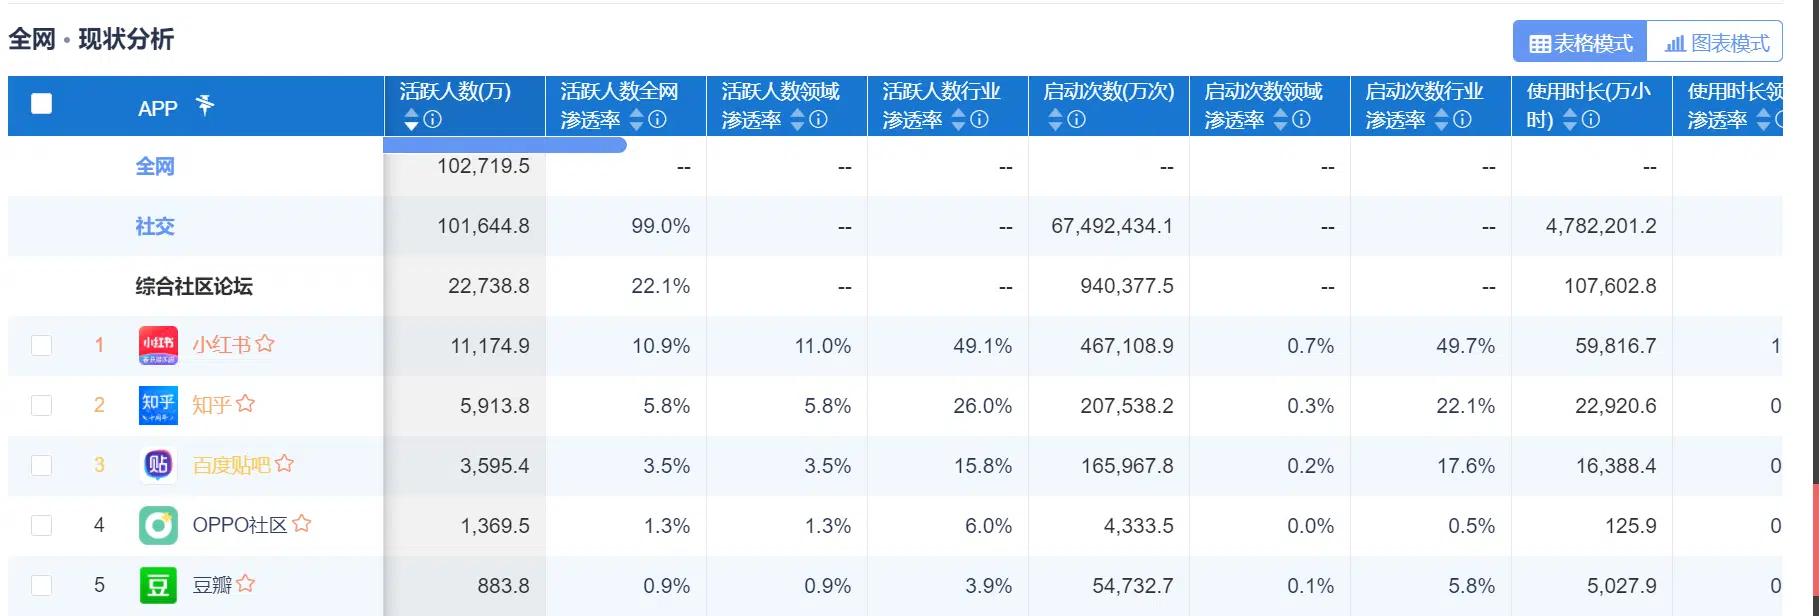 全网·现状分析
表格模式 图表模式
APP 活跃人数(万) 活跃人数全网渗透率 活跃人数领域渗透率 活跃人数行业渗透率 启动次数(万次) 启动次数领域渗透率 启动次数行业渗透率 使用时长(万小时) 使用时长领渗透率
全网 102,719.5 -- -- -- -- -- -- --
社交 101,644.8 99.0% -- -- 67,492,434.1 -- -- 4,782,201.2
综合社区论坛 22,738.8 22.1% -- -- 940,377.5 -- -- 107,602.8
1 小红书 小红书 11,174.9 10.9% 11.0% 49.1% 467,108.9 0.7% 49.7% 59,816.7 1
2 知乎 知乎 5,913.8 5.8% 5.8% 26.0% 207,538.2 0.3% 22.1% 22,920.6 0
3 贴 百度贴吧 3,595.4 3.5% 3.5% 15.8% 165,967.8 0.2% 17.6% 16,388.4 0
4 OPPO社区 1,369.5 1.3% 1.3% 6.0% 4,333.5 0.0% 0.5% 125.9 0
5 豆 豆瓣 883.8 0.9% 0.9% 3.9% 54,732.7 0.1% 5.8% 5,027.9 0